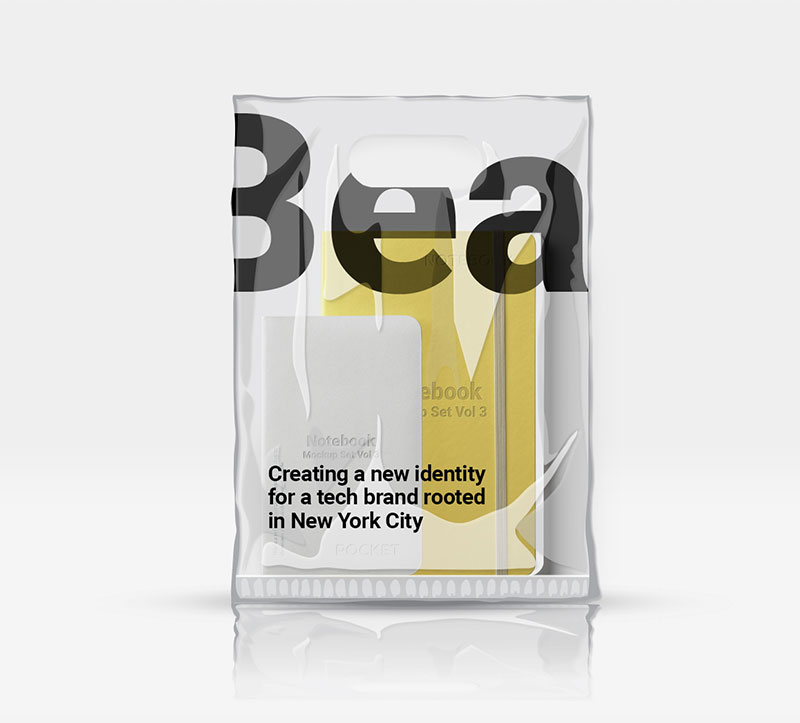 Bea
NOTEBO
ebook
p Set Vol 3
Notebook
Mockup Set Vol 3
Creating a new identity
for a tech brand rooted
in New York City
POCKET